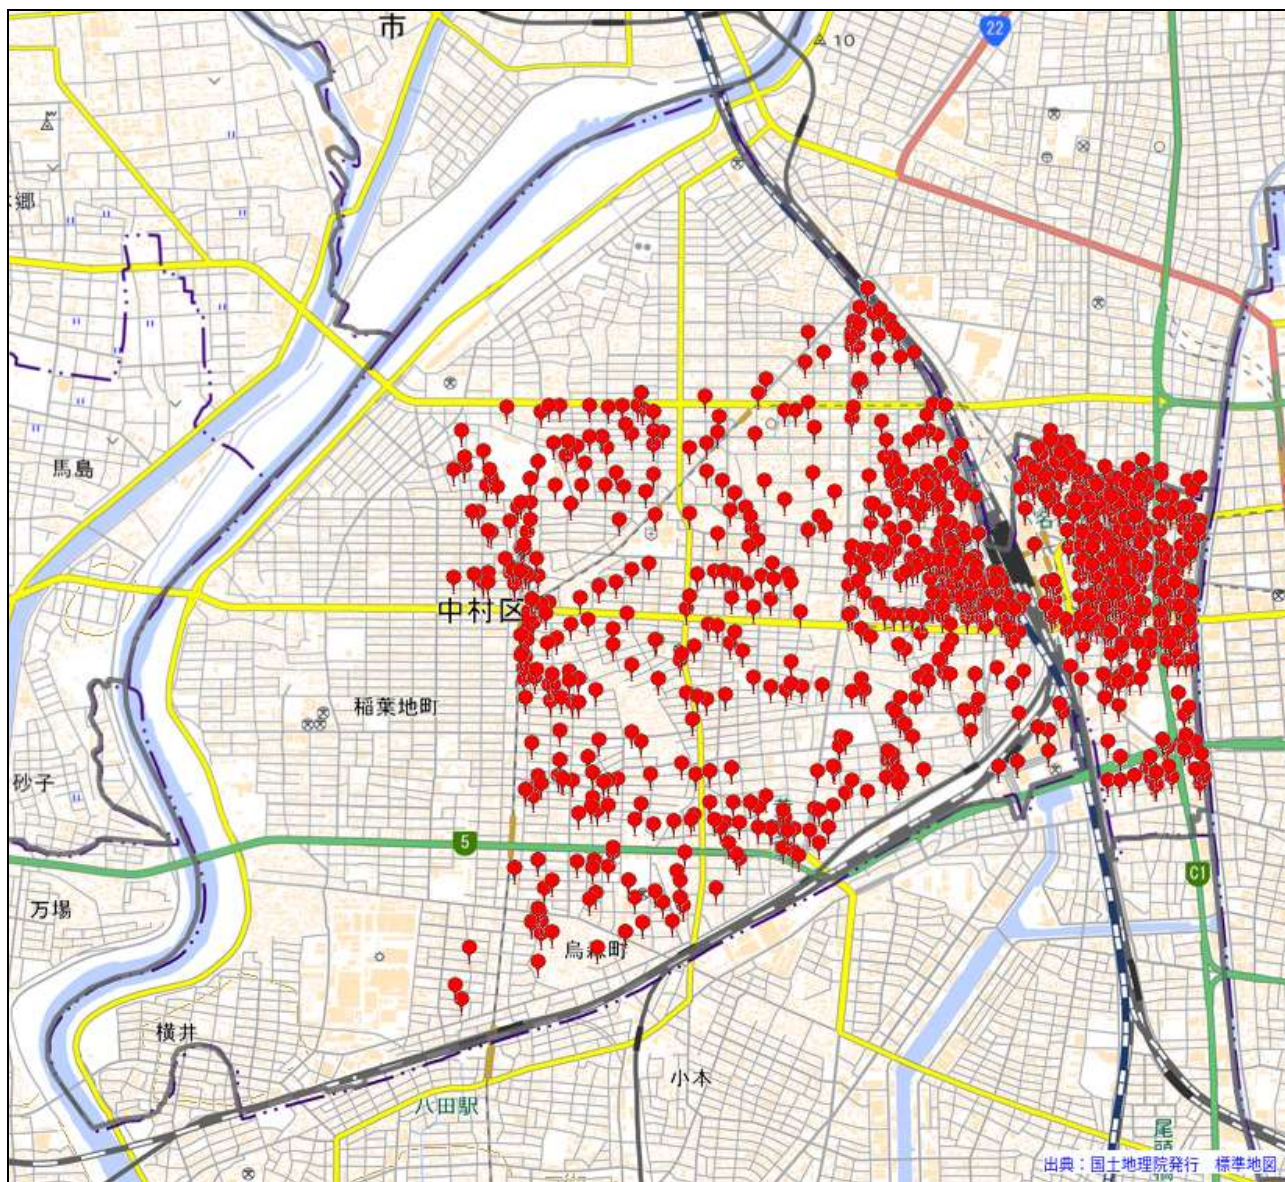 市
22
10
郷
馬島
中村区
稲葉地町
砂子
5
C1
万場
烏森町
横井
小本
八田駅
出典：国土地理院発行　標準地図